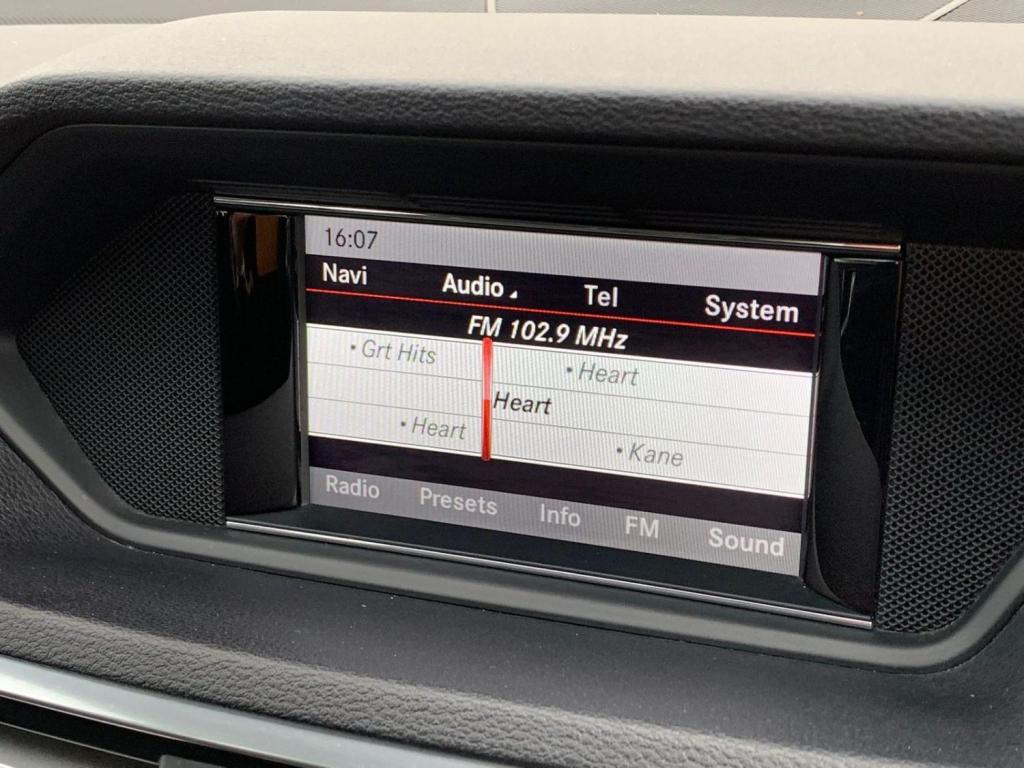 16:07
Navi Audio Tel System
FM 102.9 MHz
• Grt Hits • Heart
Heart
• Heart • Kane
Radio Presets Info FM Sound